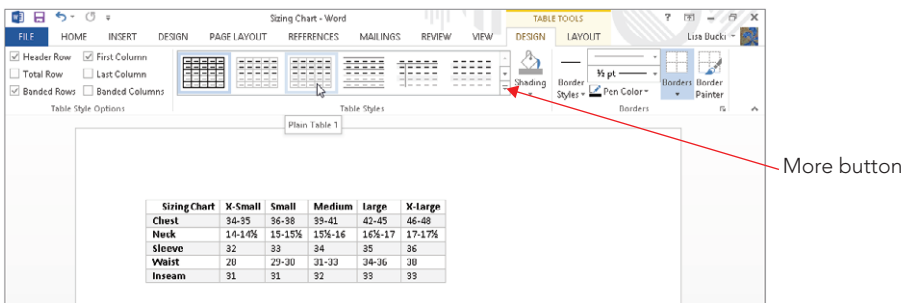 Sizing Chart - Word
TABLE TOOLS
FILE HOME INSERT DESIGN PAGE LAYOUT REFERENCES MAILINGS REVIEW VIEW DESIGN LAYOUT Lisa Bucki
Header Row First Column
Total Row Last Column
Banded Rows Banded Columns
Table Style Options
Table Styles
Shading
Border Styles
½ pt
Pen Color
Borders
Border Painter
Borders
Plain Table 1
More button
Sizing Chart X-Small Small Medium Large X-Large
Chest 34-35 36-38 39-41 42-45 46-48
Neck 14-14½ 15-15½ 15½-16 16½-17 17-17½
Sleeve 32 33 34 35 36
Waist 28 29-30 31-33 34-36 38
Inseam 31 31 32 33 33